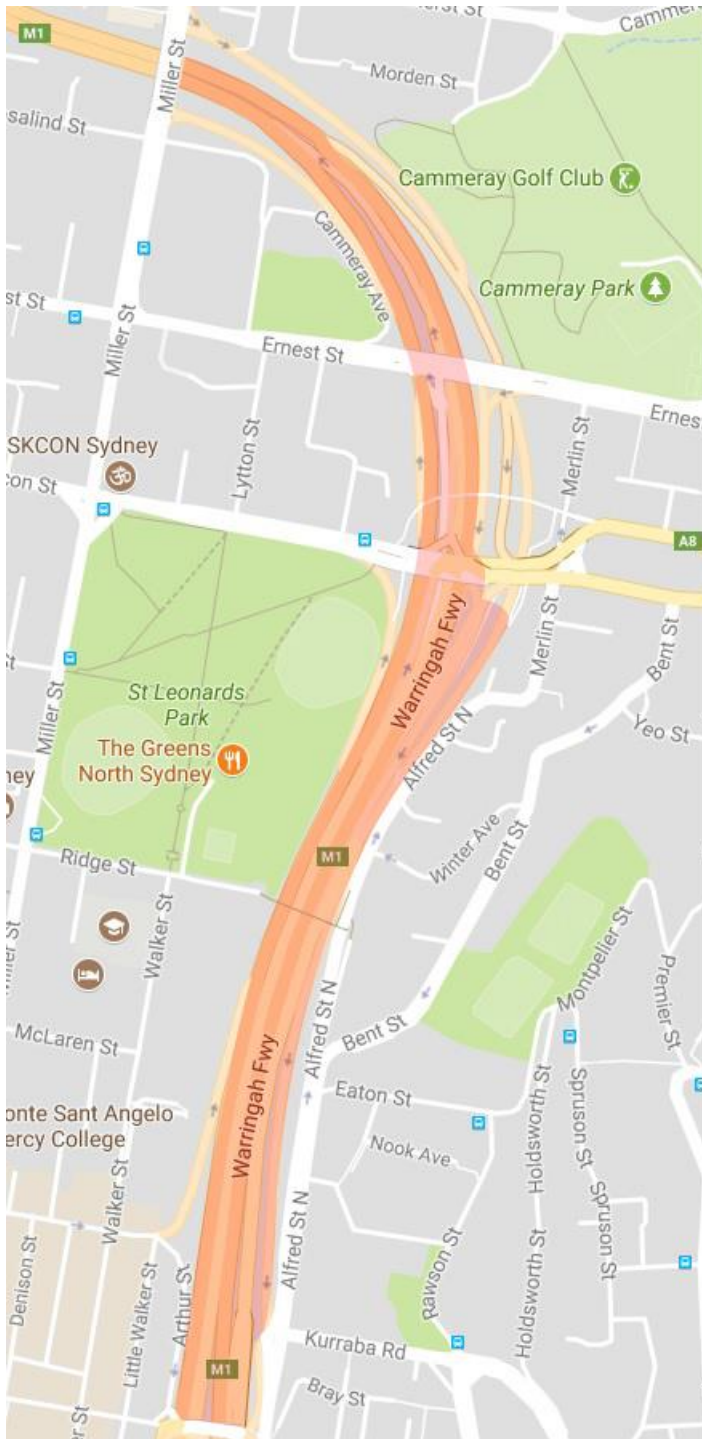 M1
Miller St
Morden St
Cammeray Golf Club
Cammeray Park
Cammeray Ave
Ernest St
Miller St
Lytton St
Merlin St
SKCON Sydney
A8
Warringah Fwy
Merlin St
Bent St
Yeo St
St Leonards
Park
Miller St
The Greens
North Sydney
Alfred St N
M1
Winter Ave
Bent St
Ridge St
Walker St
Montpelier St
Premier St
McLaren St
Bent St
Alfred St N
Warringah Fwy
Eaton St
Holdsworth St
Spruson St
onte Sant Angelo
ercy College
Nook Ave
Walker St
Spruson St
Rawson St
Alfred St N
Denison St
Little Walker St
Arthur St
Holdsworth St
Kurraba Rd
M1
Bray St